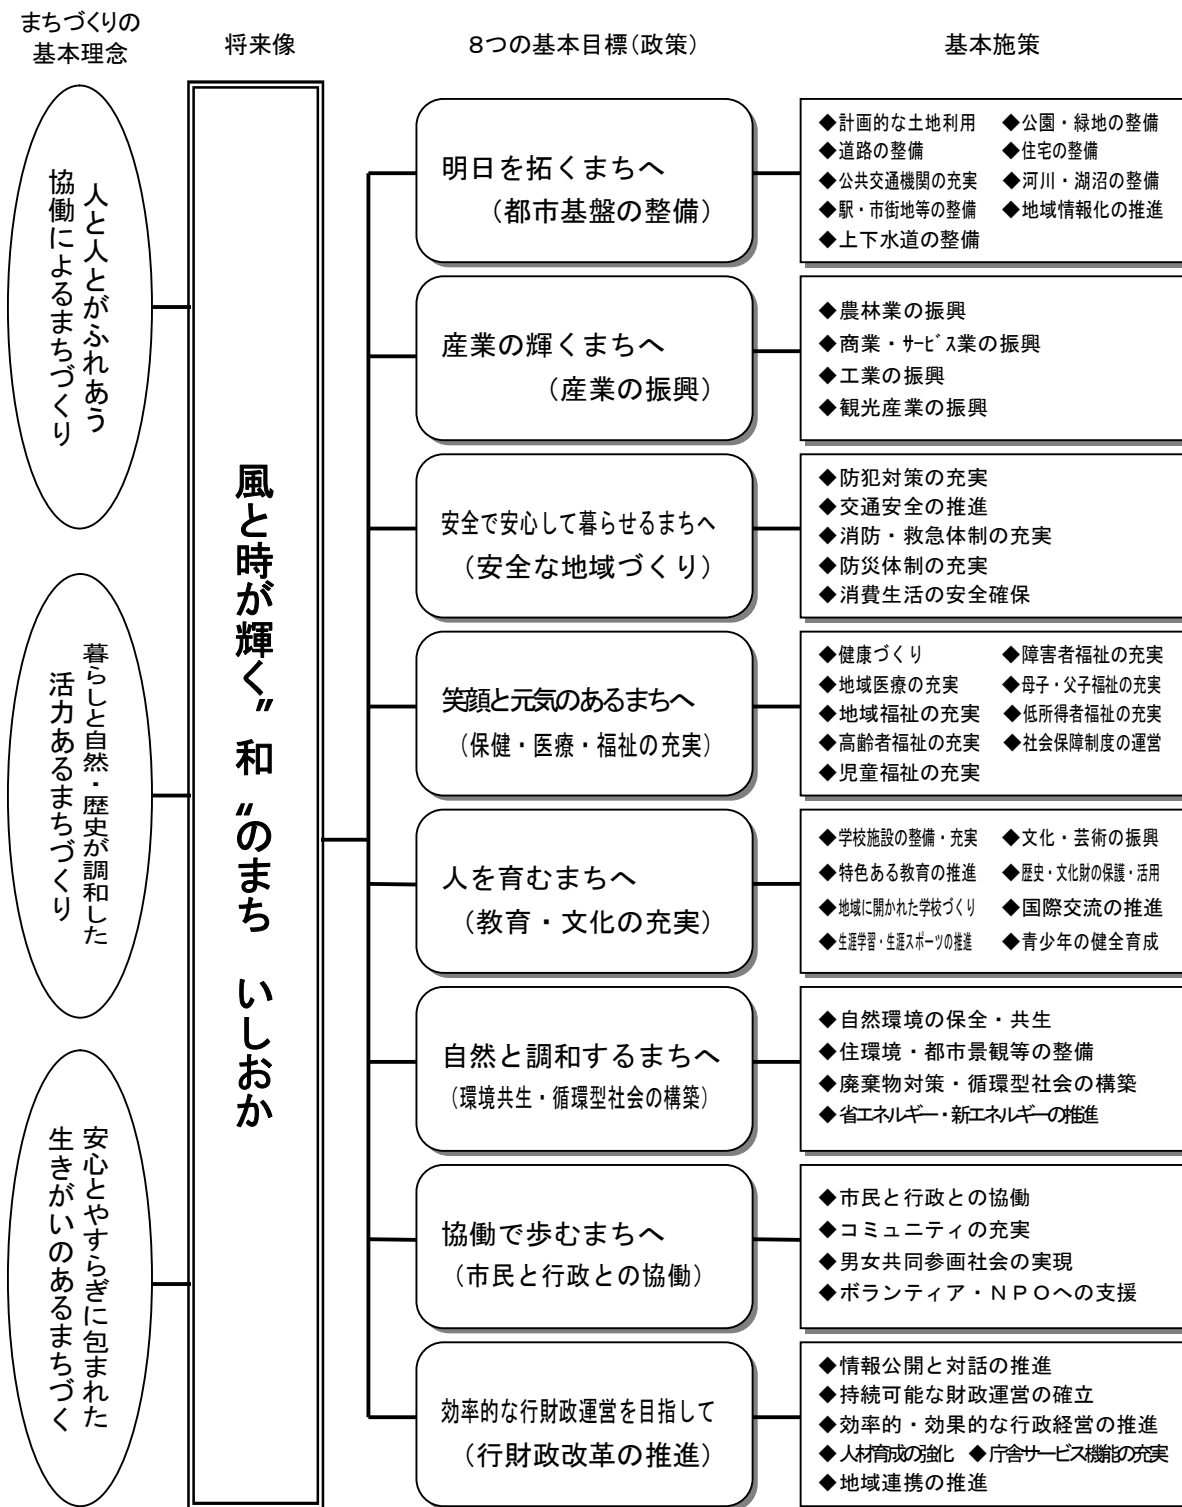 まちづくりの
基本理念
将来像
8つの基本目標(政策)
基本施策
人と人とがふれあう
協働によるまちづくり
暮らしと自然・歴史が調和した
活力あるまちづくり
安心とやすらぎに包まれた
生きがいのあるまちづく
風と時が輝く”和〟のまち　いしおか
明日を拓くまちへ
（都市基盤の整備）
◆計画的な土地利用　◆公園・緑地の整備
◆道路の整備　◆住宅の整備
◆公共交通機関の充実　◆河川・湖沼の整備
◆駅・市街地等の整備　◆地域情報化の推進
◆上下水道の整備
産業の輝くまちへ
（産業の振興）
◆農林業の振興
◆商業・ｻｰﾋﾞｽ業の振興
◆工業の振興
◆観光産業の振興
安全で安心して暮らせるまちへ
（安全な地域づくり）
◆防犯対策の充実
◆交通安全の推進
◆消防・救急体制の充実
◆防災体制の充実
◆消費生活の安全確保
笑顔と元気のあるまちへ
（保健・医療・福祉の充実）
◆健康づくり　◆障害者福祉の充実
◆地域医療の充実　◆母子・父子福祉の充実
◆地域福祉の充実　◆低所得者福祉の充実
◆高齢者福祉の充実　◆社会保障制度の運営
◆児童福祉の充実
人を育むまちへ
（教育・文化の充実）
◆学校施設の整備・充実　◆文化・芸術の振興
◆特色ある教育の推進　◆歴史・文化財の保護・活用
◆地域に開かれた学校づくり　◆国際交流の推進
◆生涯学習・生涯スポーツの推進　◆青少年の健全育成
自然と調和するまちへ
（環境共生・循環型社会の構築）
◆自然環境の保全・共生
◆住環境・都市景観等の整備
◆廃棄物対策・循環型社会の構築
◆省エネルギー・新エネルギーの推進
協働で歩むまちへ
（市民と行政との協働）
◆市民と行政との協働
◆コミュニティの充実
◆男女共同参画社会の実現
◆ボランティア・ＮＰＯへの支援
効率的な行財政運営を目指して
（行財政改革の推進）
◆情報公開と対話の推進
◆持続可能な財政運営の確立
◆効率的・効果的な行政経営の推進
◆人材育成の強化　◆庁舎サービス機能の充実
◆地域連携の推進